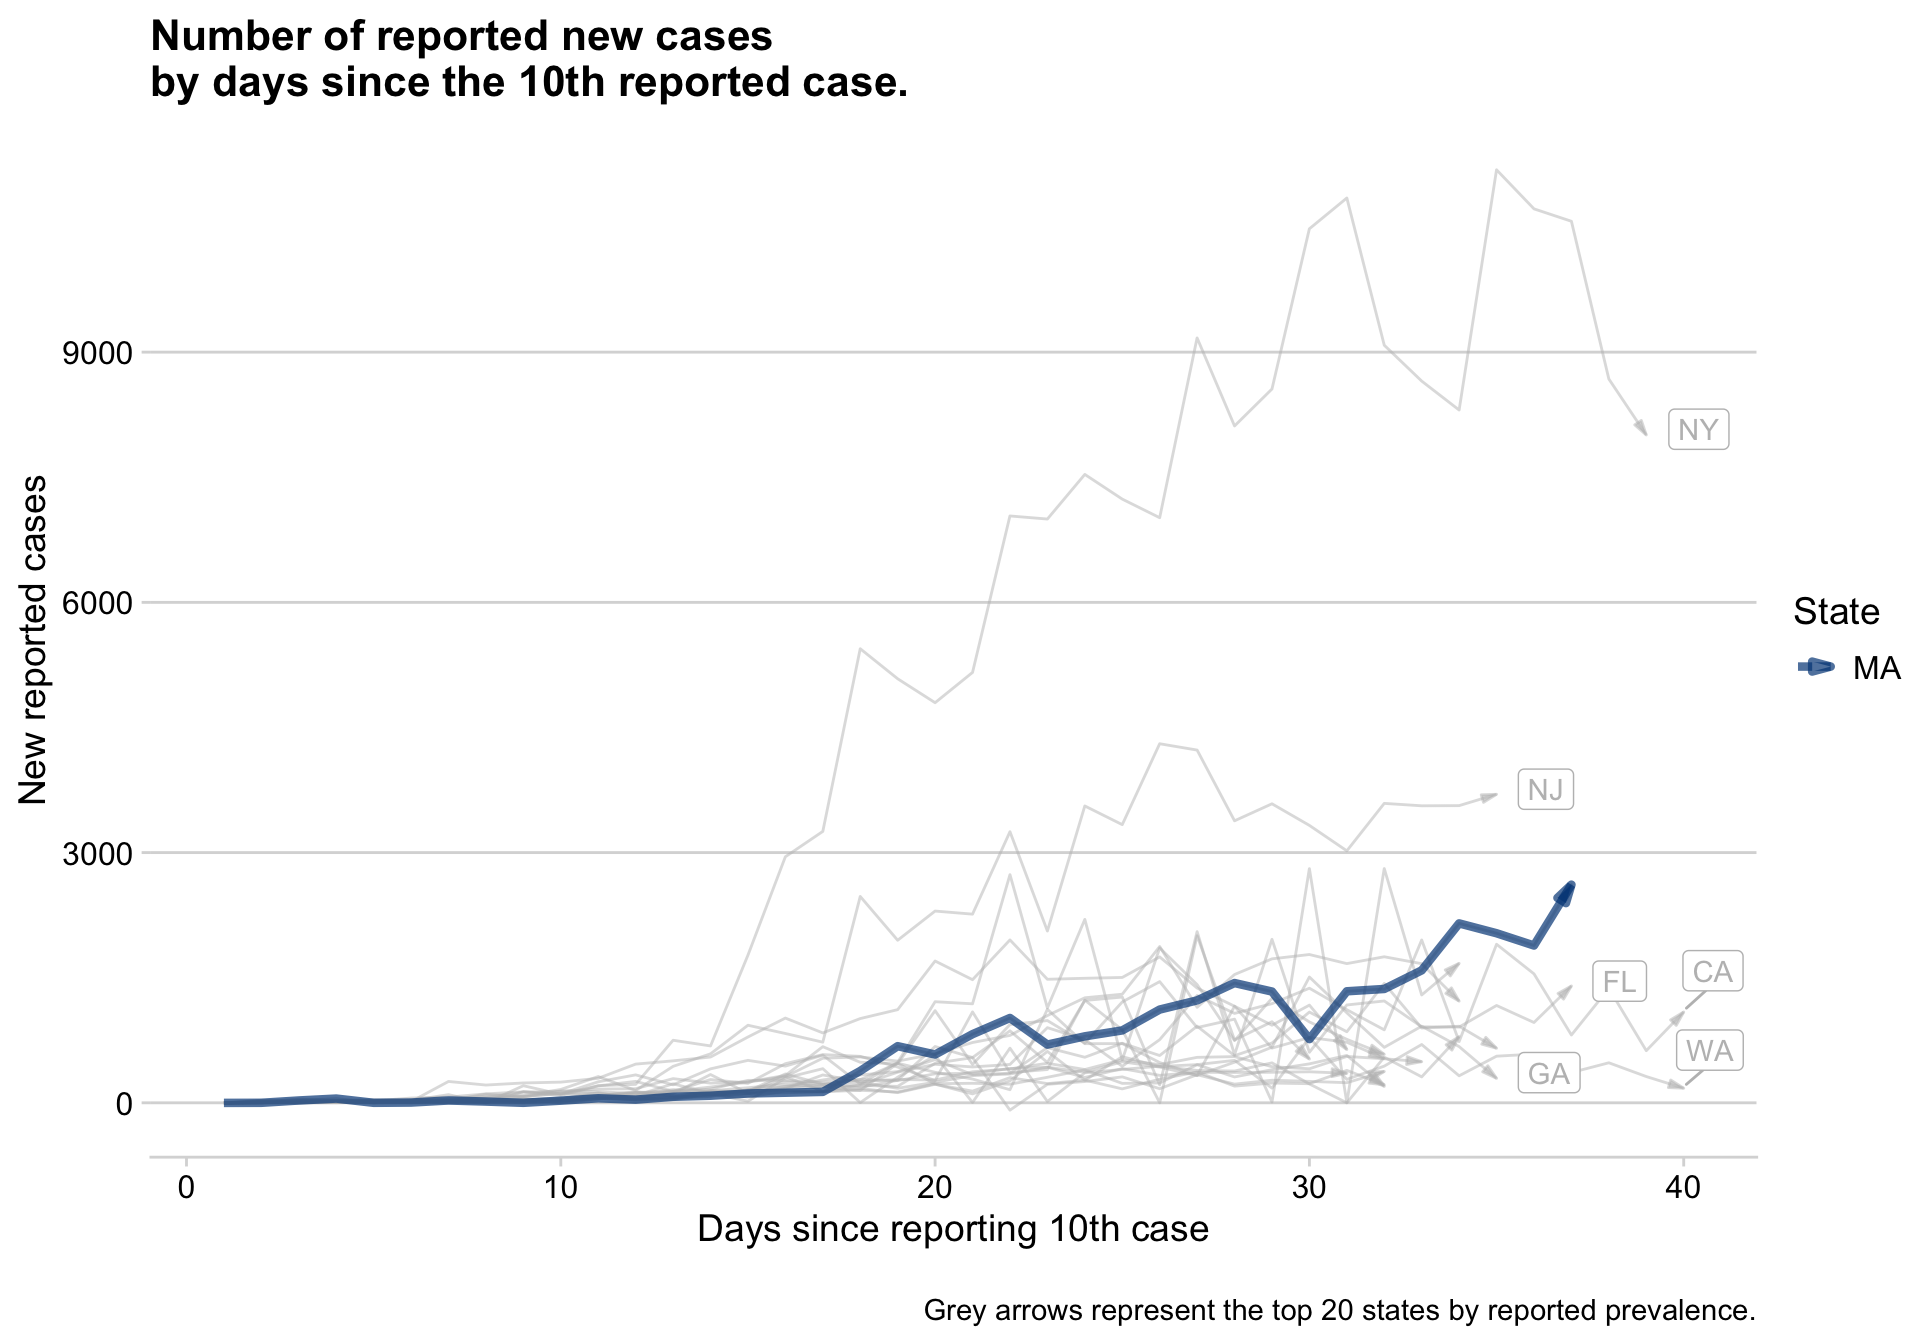 Number of reported new cases
by days since the 10th reported case.
New reported cases
9000
6000
3000
0
NY
NJ
FL
CA
WA
GA
State
MA
0 10 20 30 40
Days since reporting 10th case
Grey arrows represent the top 20 states by reported prevalence.